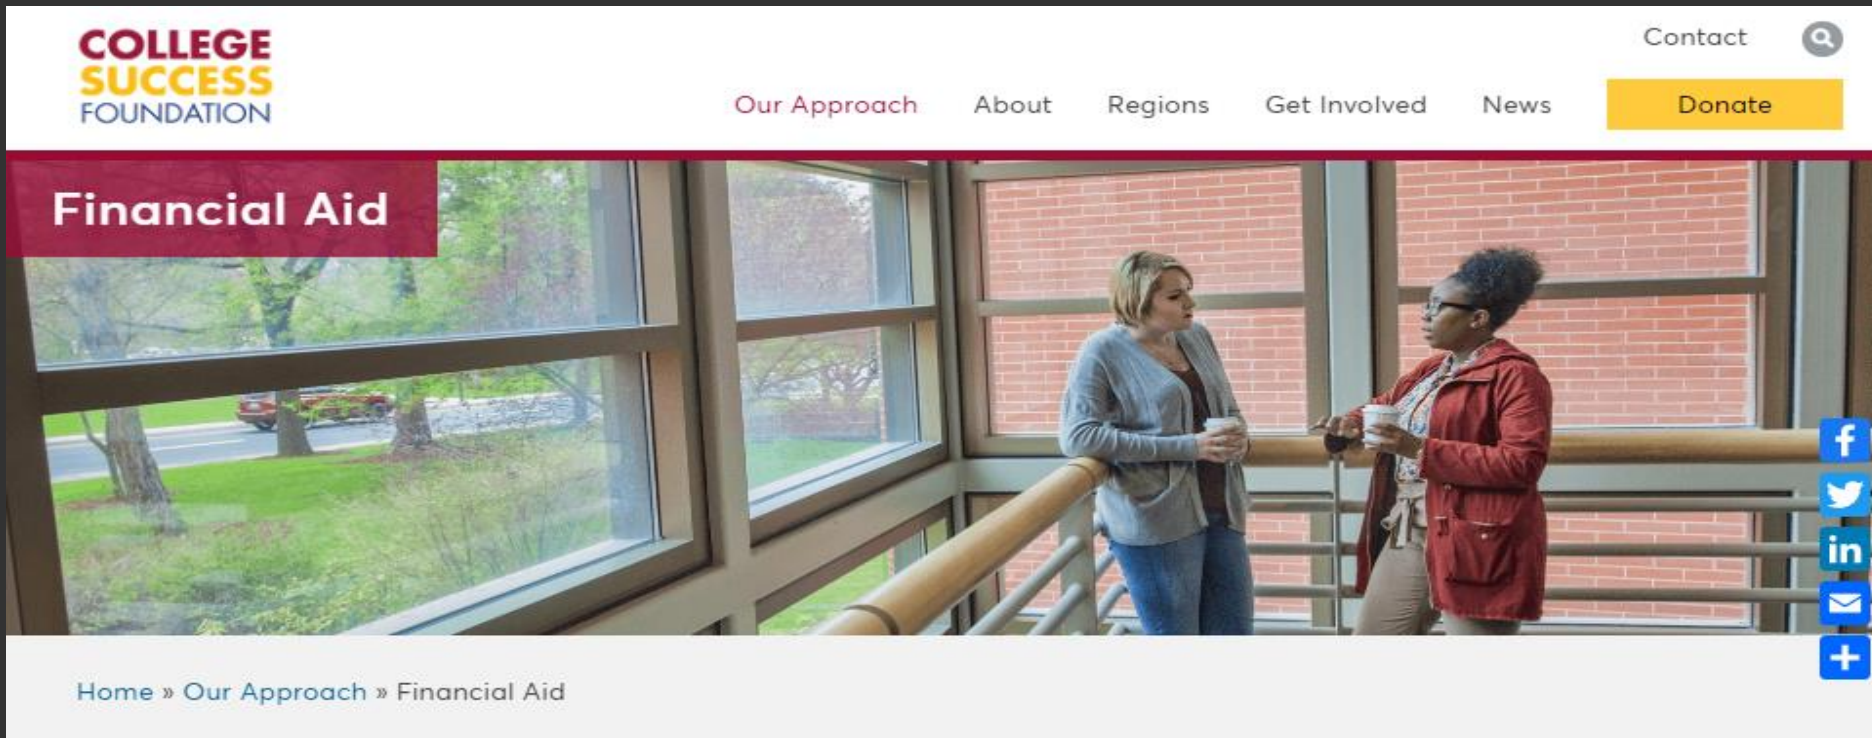 COLLEGE
SUCCESS
FOUNDATION
Contact
Our Approach About Regions Get Involved News Donate
Financial Aid
Home » Our Approach » Financial Aid